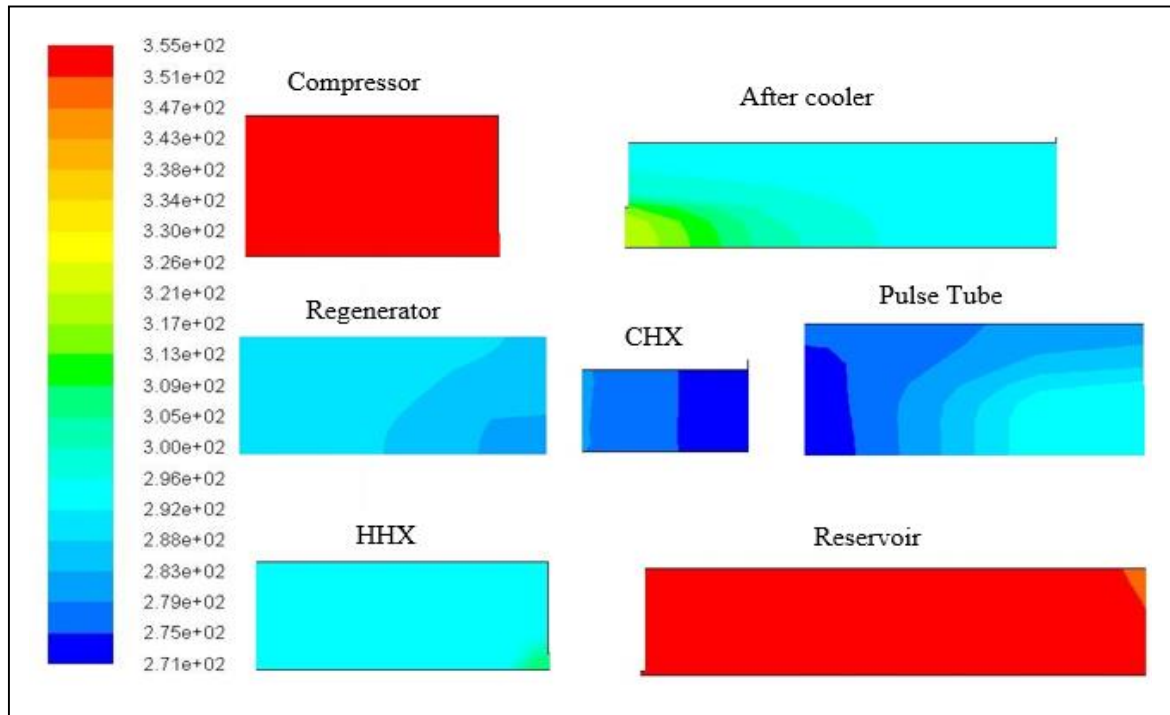 3.55e+02
3.51e+02
3.47e+02
3.43e+02
3.38e+02
3.34e+02
3.30e+02
3.26e+02
3.21e+02
3.17e+02
3.13e+02
3.09e+02
3.05e+02
3.00e+02
2.96e+02
2.92e+02
2.88e+02
2.83e+02
2.79e+02
2.75e+02
2.71e+02
Compressor
After cooler
Regenerator
CHX
Pulse Tube
HHX
Reservoir